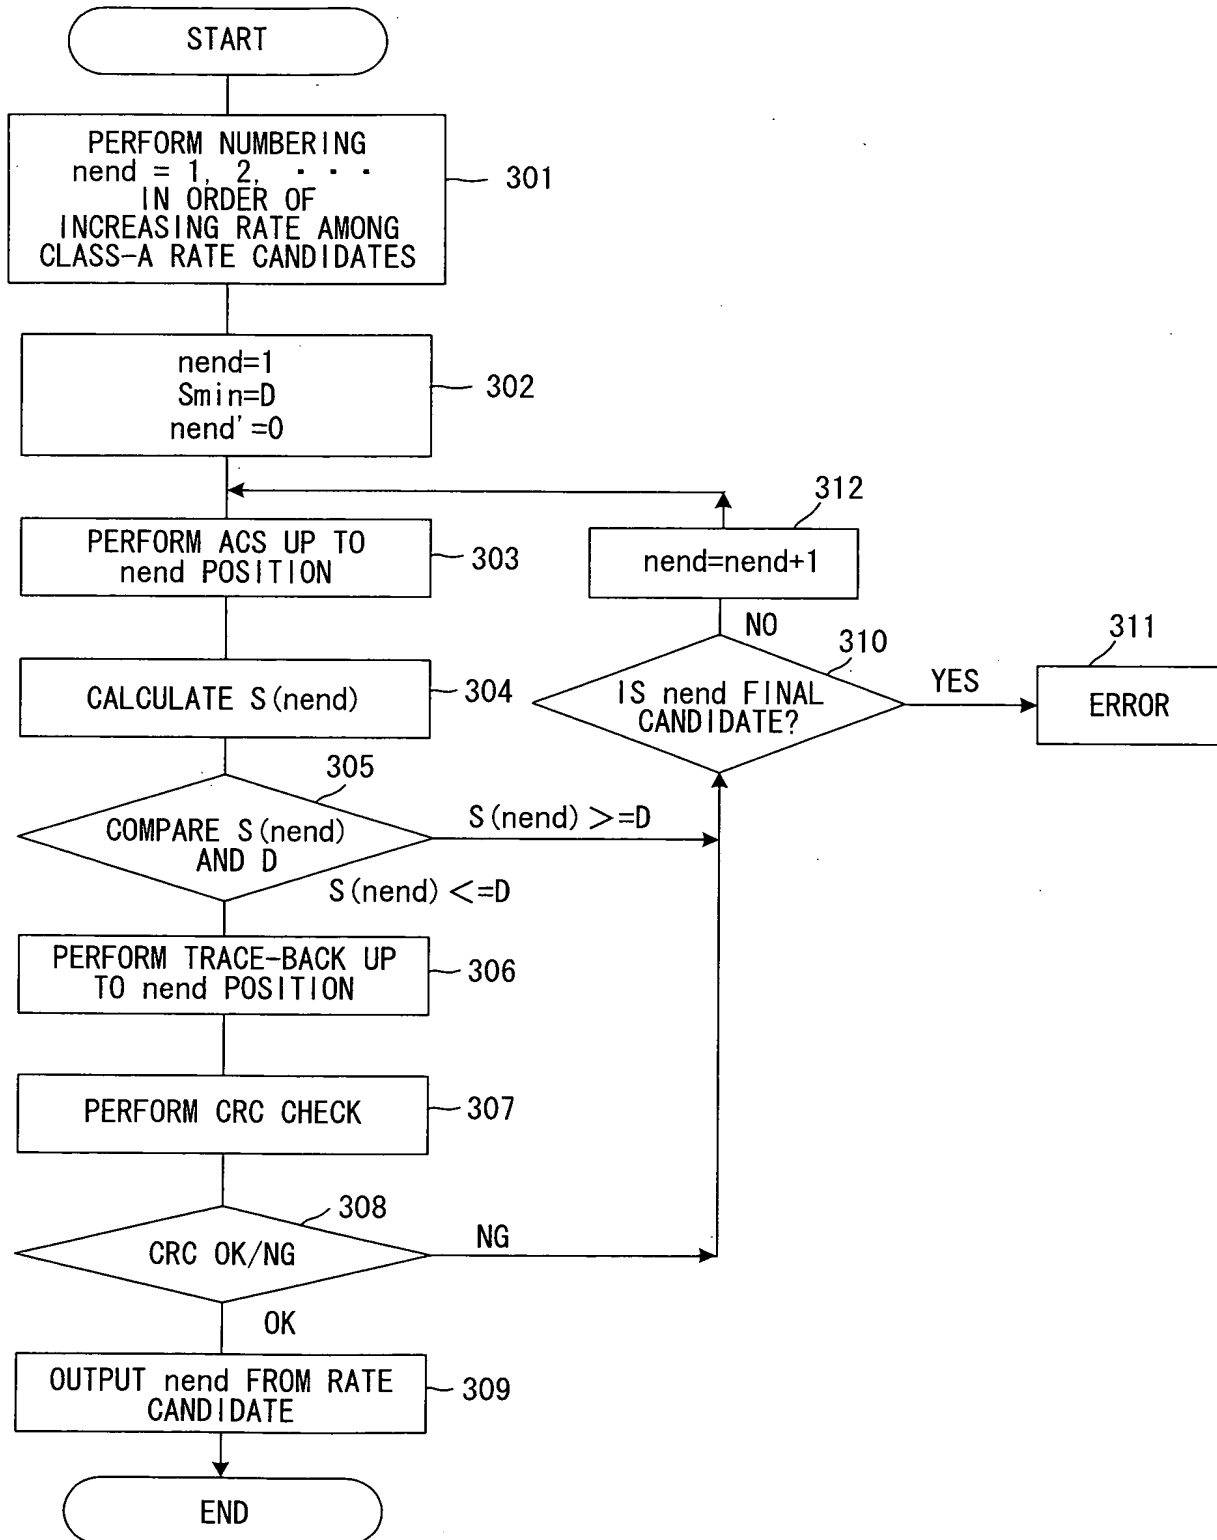 START
PERFORM NUMBERING
nend = 1, 2, ・・・
IN ORDER OF
INCREASING RATE AMONG
CLASS-A RATE CANDIDATES
301
nend=1
Smin=D
nend'=0
302
312
PERFORM ACS UP TO
nend POSITION
303
nend=nend+1
NO
310
311
CALCULATE S(nend)
304
IS nend FINAL
CANDIDATE?
YES
ERROR
305
COMPARE S(nend)
AND D
S(nend) >=D
S(nend) <=D
PERFORM TRACE-BACK UP
TO nend POSITION
306
PERFORM CRC CHECK
307
308
CRC OK/NG
NG
OK
OUTPUT nend FROM RATE
CANDIDATE
309
END